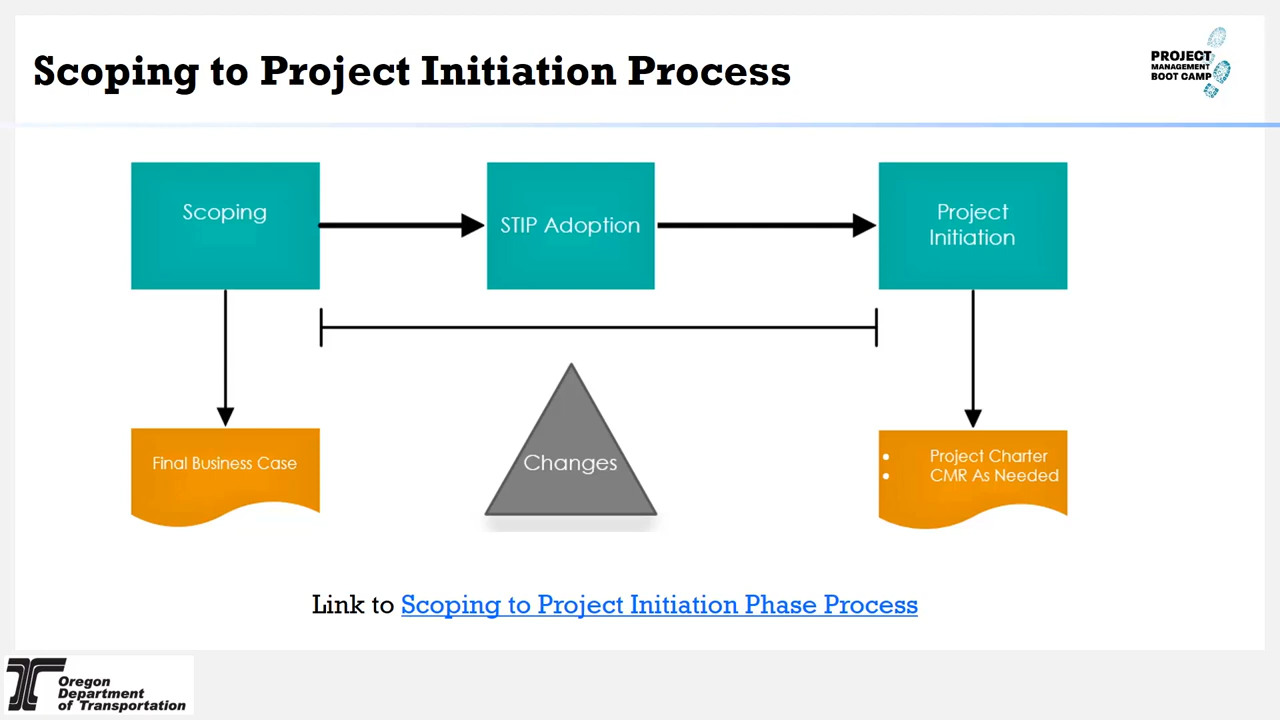 Scoping to Project Initiation Process
PROJECT
MANAGEMENT
BOOT CAMP
Scoping
STIP Adoption
Project
Initiation
Final Business Case
Changes
• Project Charter
• CMR As Needed
Link to Scoping to Project Initiation Phase Process
Oregon
Department
of Transportation